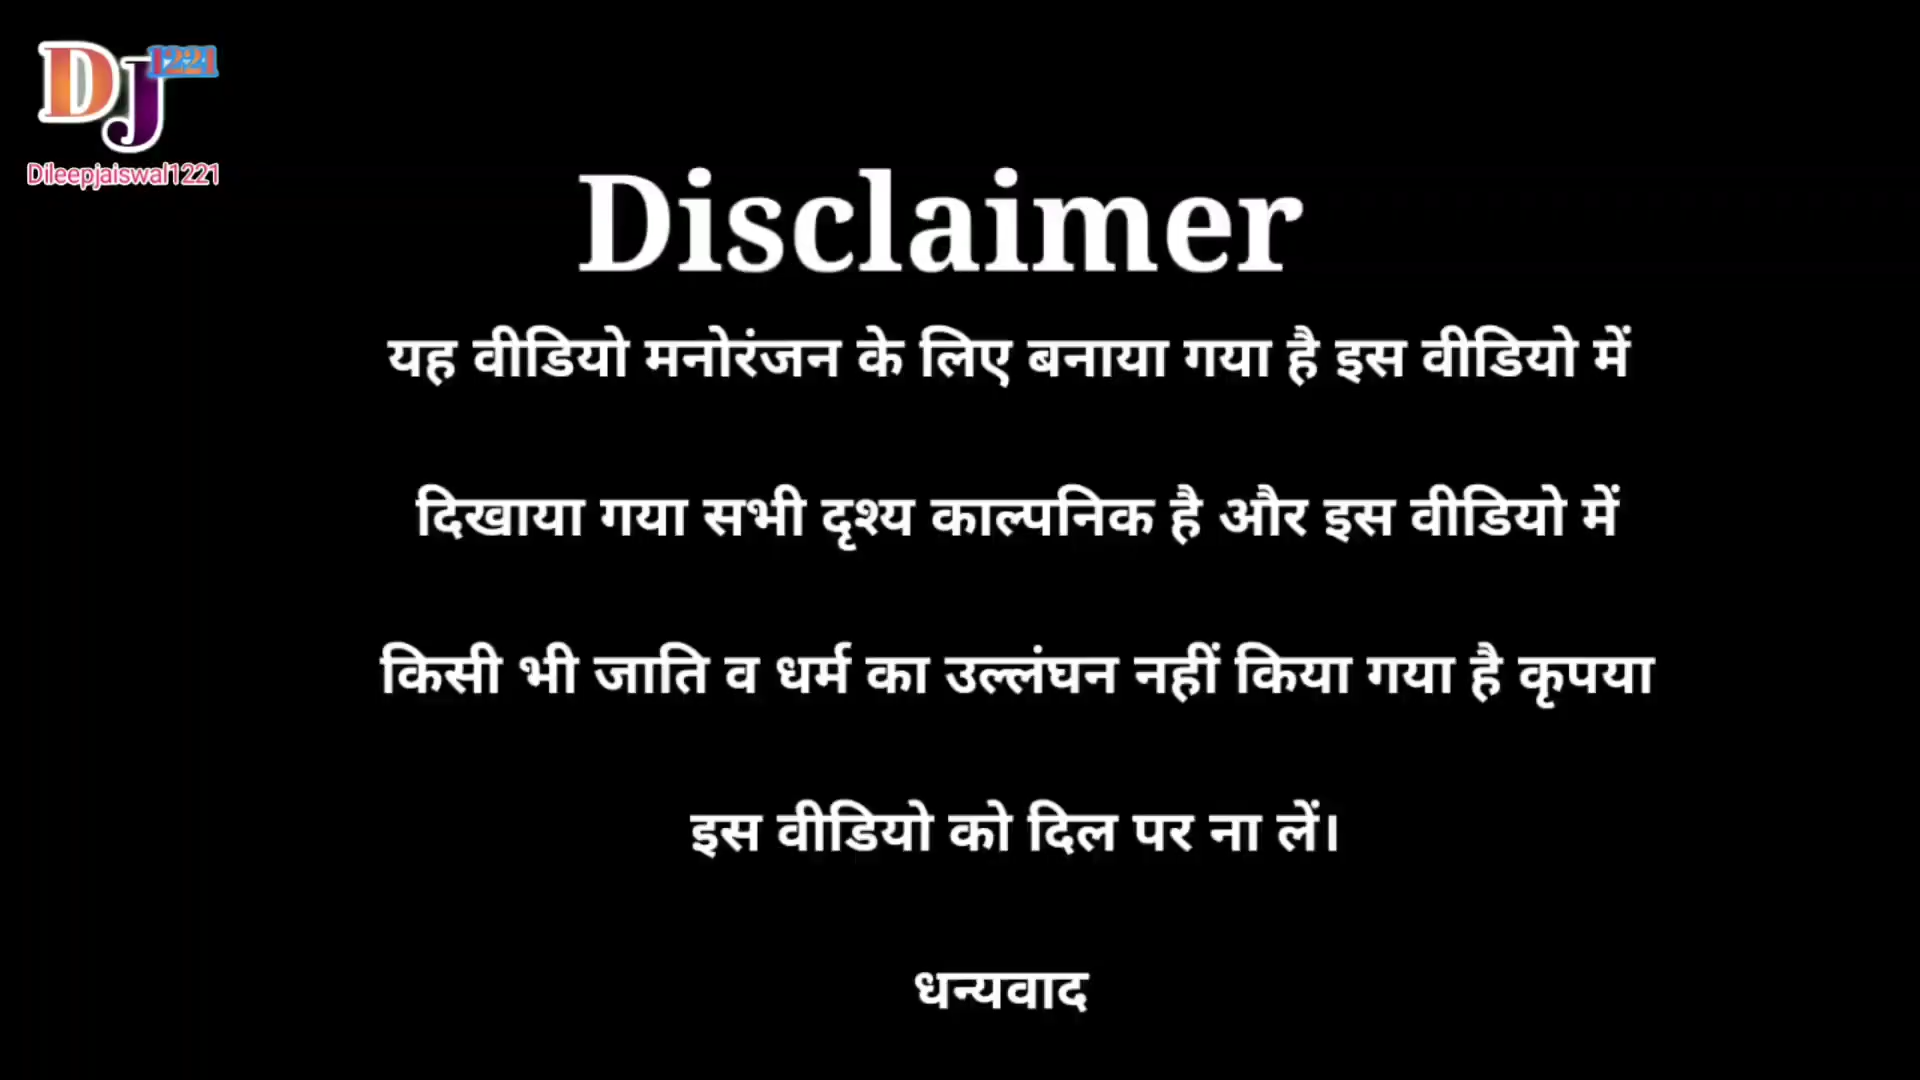 DJ 1221
Dileepjaiswal1221
Disclaimer
यह वीडियो मनोरंजन के लिए बनाया गया है इस वीडियो में
दिखाया गया सभी दृश्य काल्पनिक है और इस वीडियो में
किसी भी जाति व धर्म का उल्लंघन नहीं किया गया है कृपया
इस वीडियो को दिल पर ना लें।
धन्यवाद